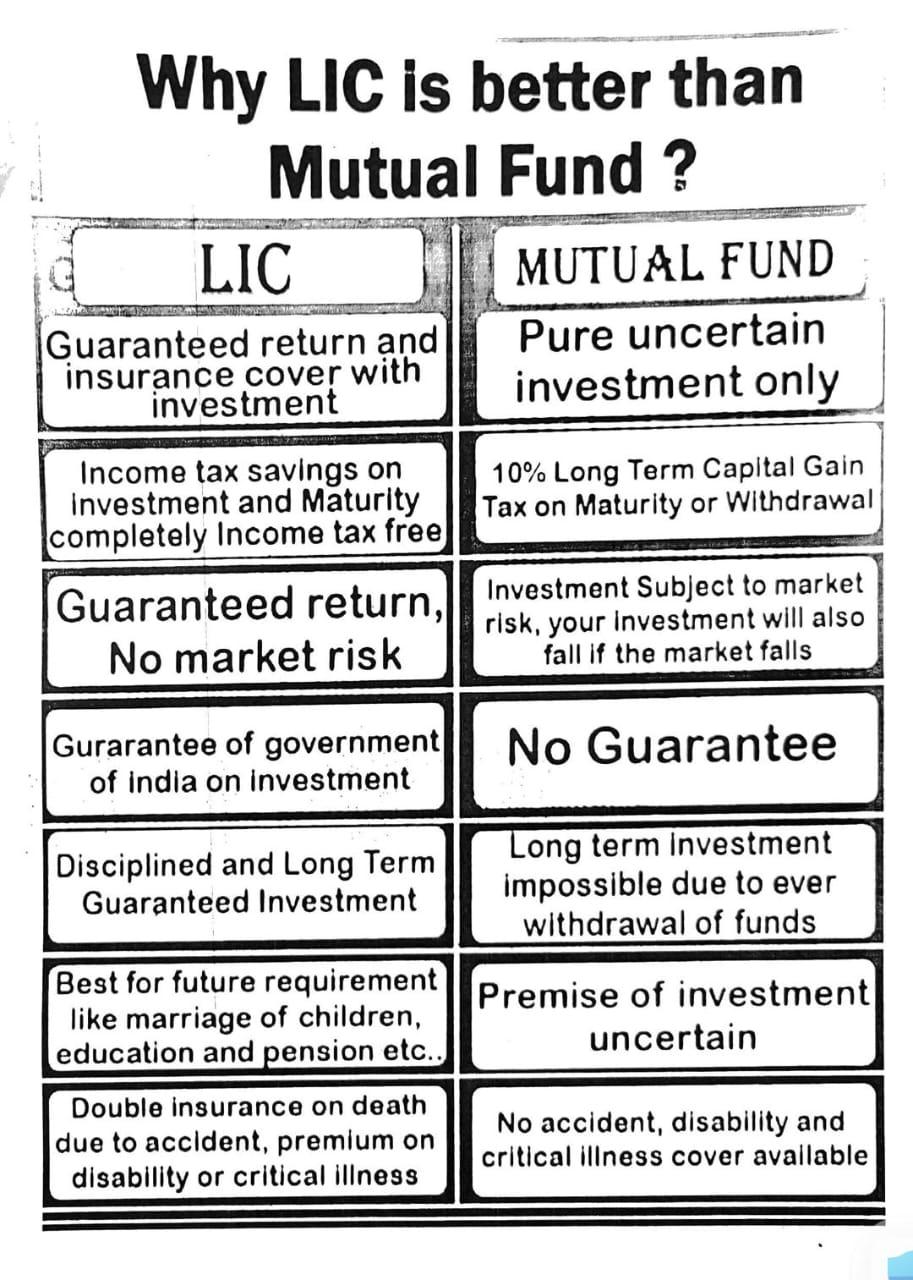 Why LIC is better than
Mutual Fund ?
LIC
MUTUAL FUND
Guaranteed return and
insurance cover with
investment
Pure uncertain
investment only
Income tax savings on
investment and Maturity
completely Income tax free
10% Long Term Capital Gain
Tax on Maturity or Withdrawal
Guaranteed return,
No market risk
Investment Subject to market
risk, your investment will also
fall if the market falls
Gurarantee of government
of india on investment
No Guarantee
Disciplined and Long Term
Guaranteed Investment
Long term investment
impossible due to ever
withdrawal of funds
Best for future requirement
like marriage of children,
education and pension etc..
Premise of investment
uncertain
Double insurance on death
due to accident, premium on
disability or critical illness
No accident, disability and
critical illness cover available